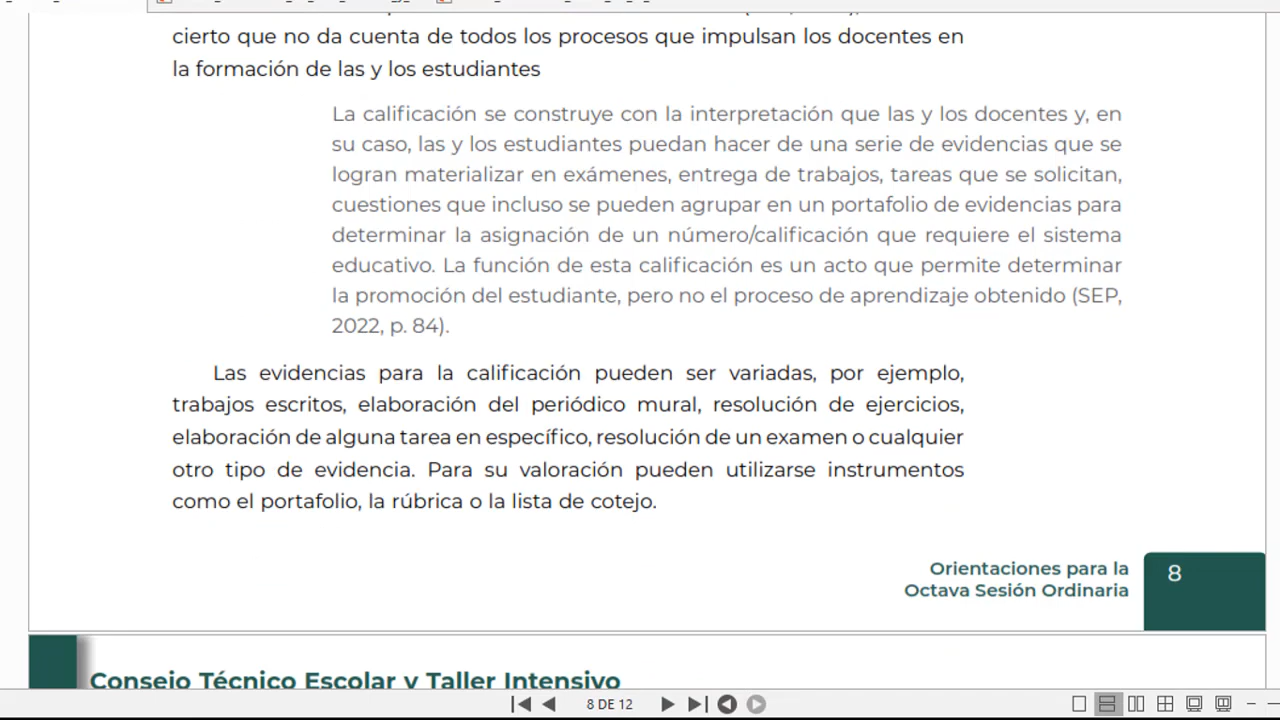 cierto que no da cuenta de todos los procesos que impulsan los docentes en
la formación de las y los estudiantes
La calificación se construye con la interpretación que las y los docentes y, en
su caso, las y los estudiantes puedan hacer de una serie de evidencias que se
logran materializar en exámenes, entrega de trabajos, tareas que se solicitan,
cuestiones que incluso se pueden agrupar en un portafolio de evidencias para
determinar la asignación de un número/calificación que requiere el sistema
educativo. La función de esta calificación es un acto que permite determinar
la promoción del estudiante, pero no el proceso de aprendizaje obtenido (SEP,
2022, p. 84).
Las evidencias para la calificación pueden ser variadas, por ejemplo,
trabajos escritos, elaboración del periódico mural, resolución de ejercicios,
elaboración de alguna tarea en específico, resolución de un examen o cualquier
otro tipo de evidencia. Para su valoración pueden utilizarse instrumentos
como el portafolio, la rúbrica o la lista de cotejo.
Orientaciones para la
Octava Sesión Ordinaria
8
Consejo Técnico Escolar y Taller Intensivo
8 DE 12